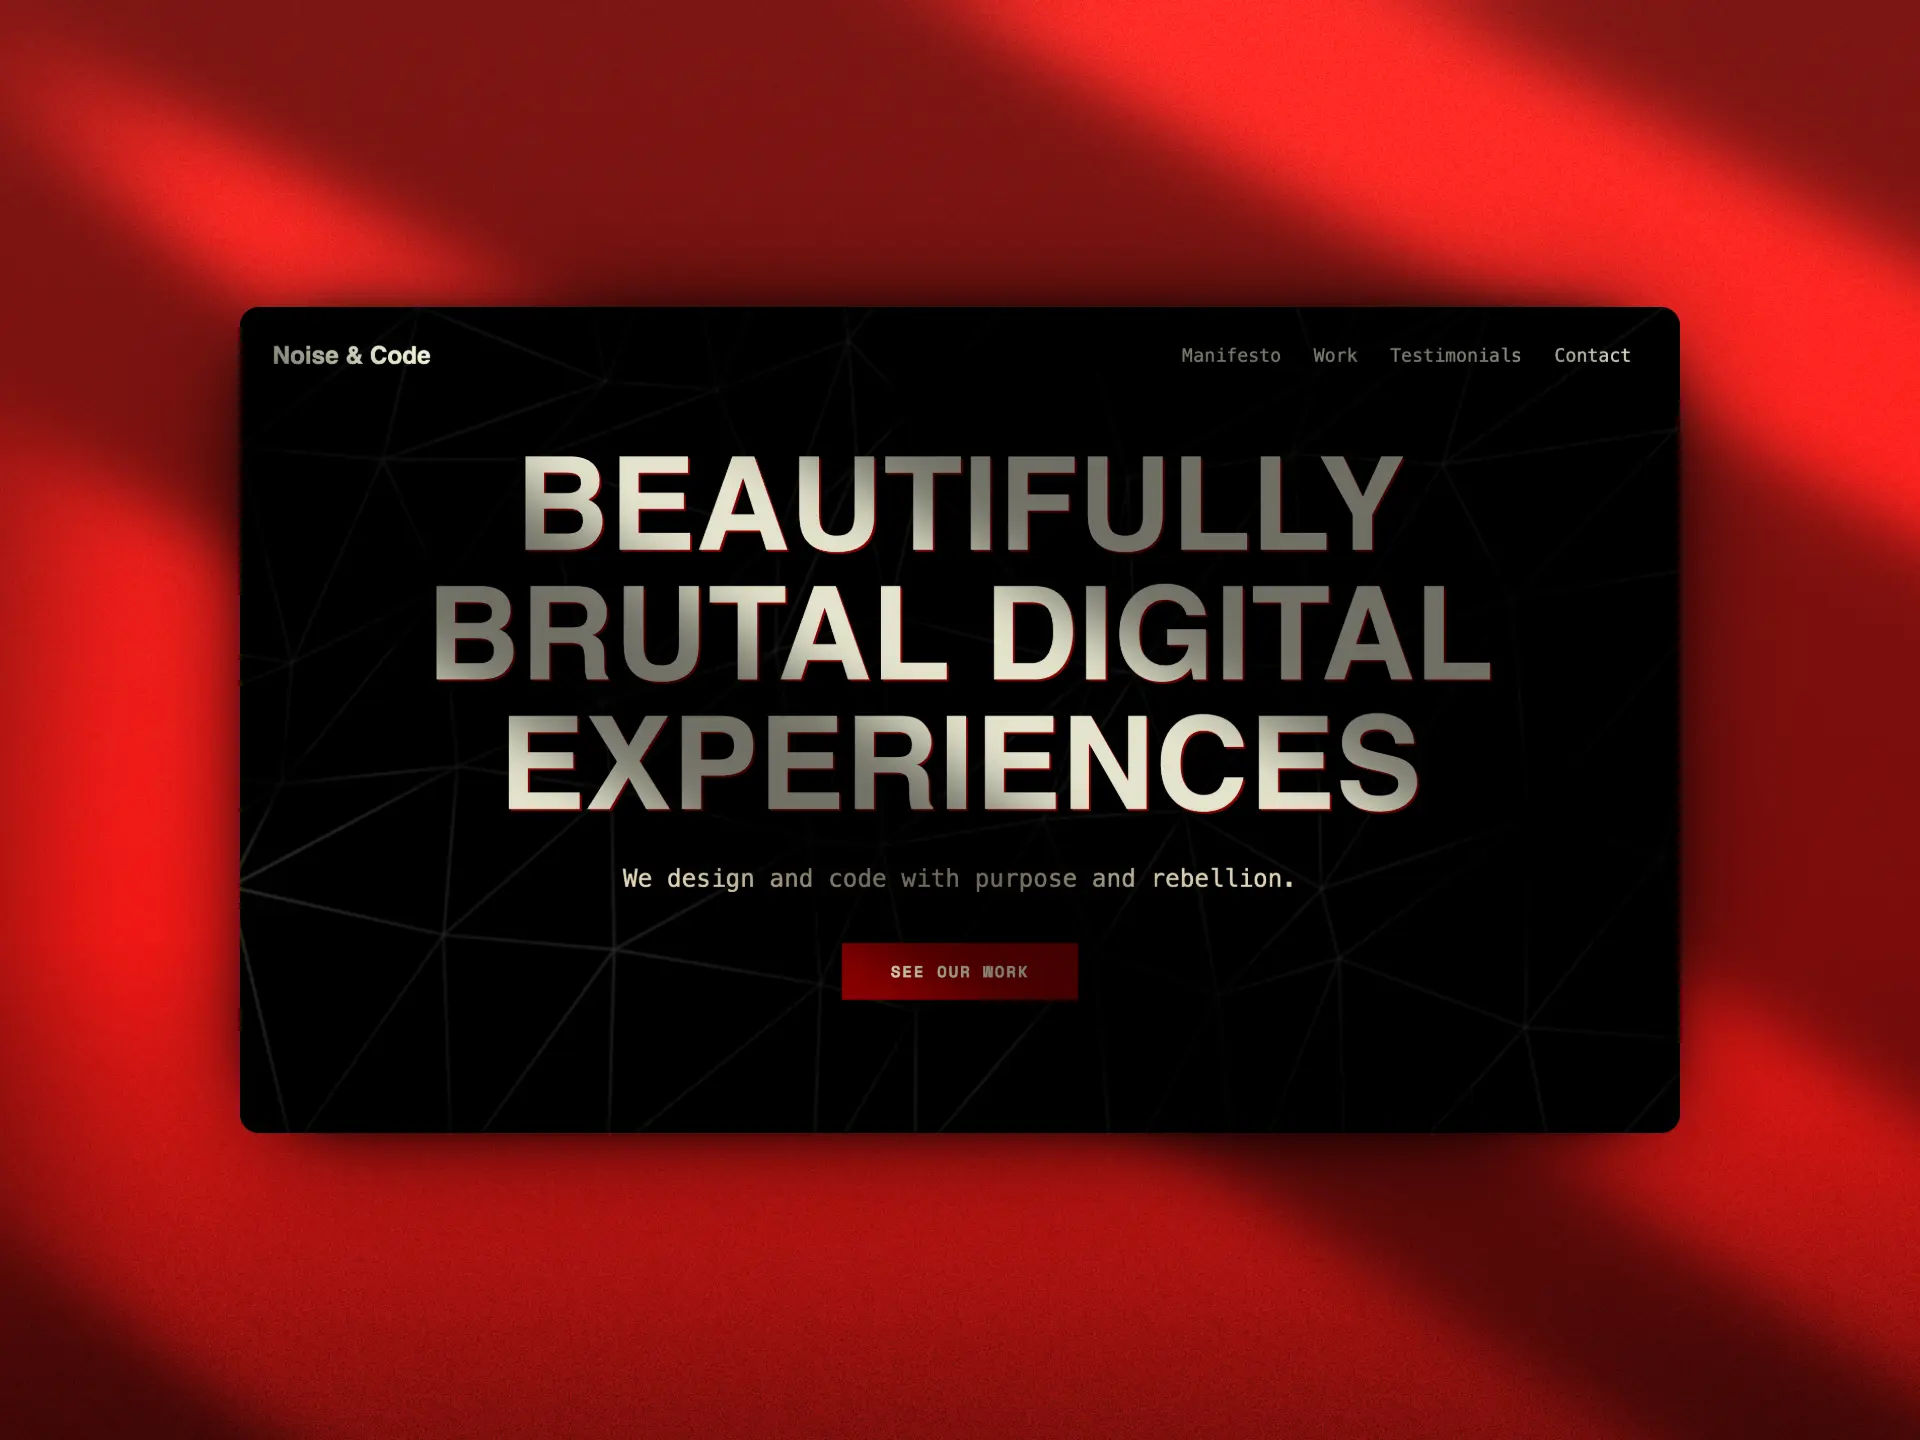 Noise & Code
Manifesto Work Testimonials Contact
BEAUTIFULLY
BRUTAL DIGITAL
EXPERIENCES
We design and code with purpose and rebellion.
SEE OUR WORK